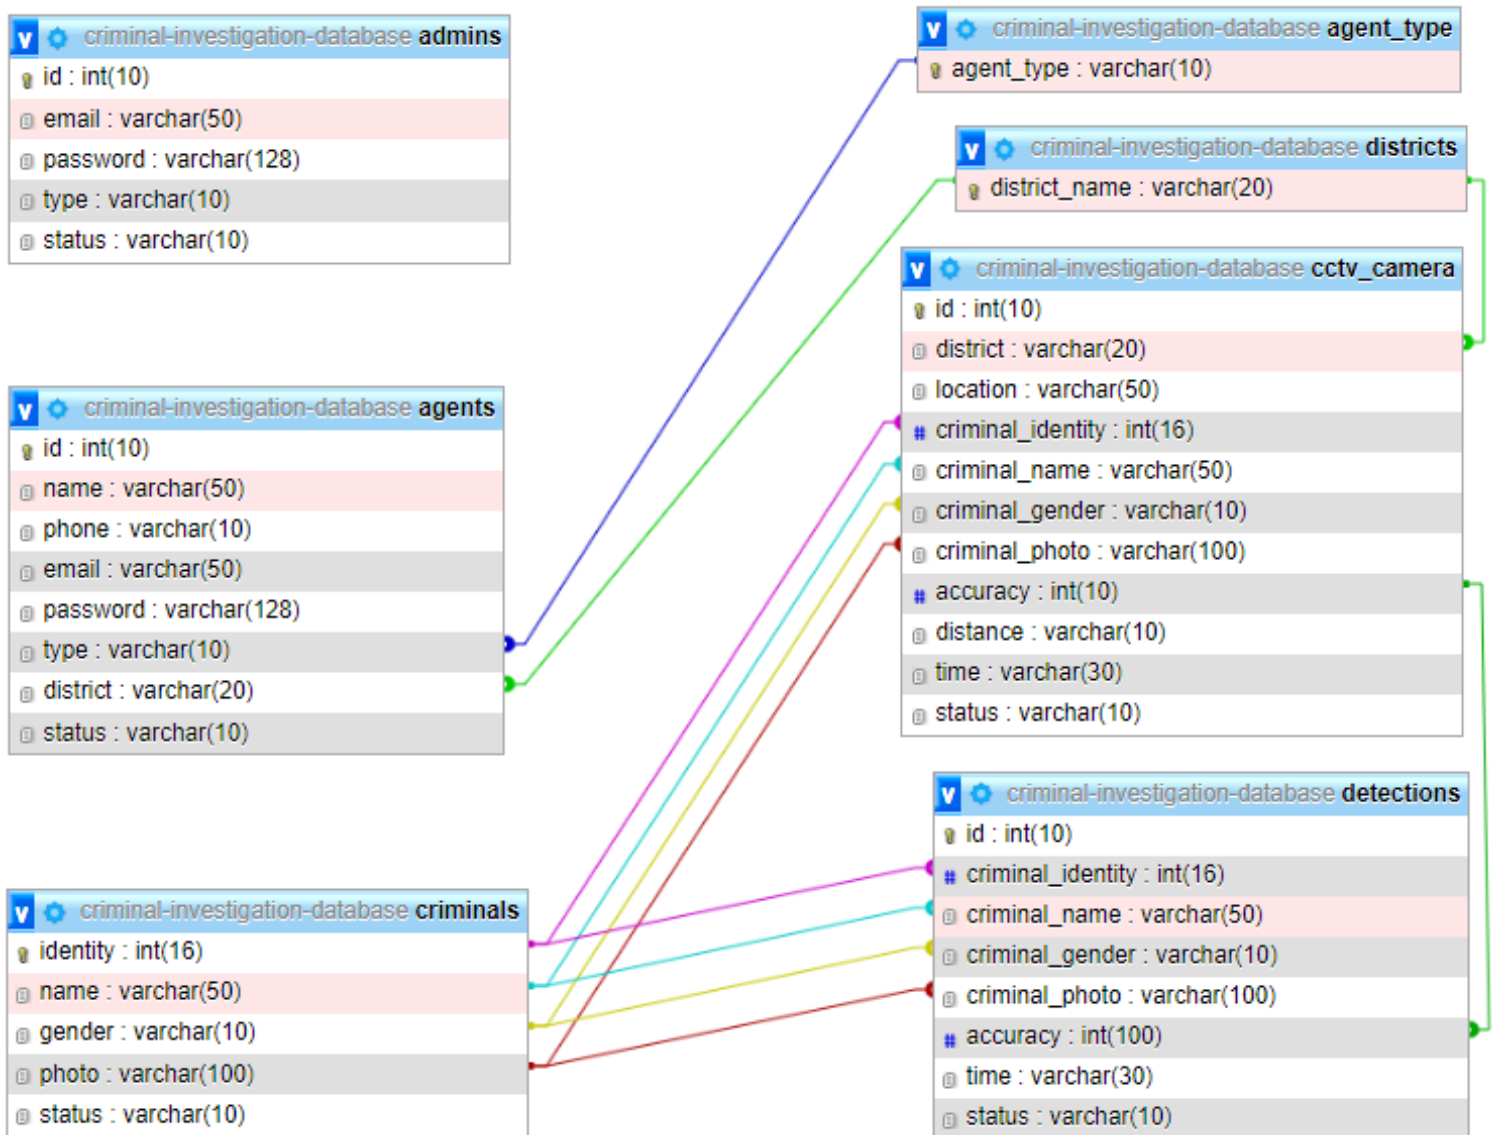 criminal-investigation-database admins
id : int(10)
email : varchar(50)
password : varchar(128)
type : varchar(10)
status : varchar(10)
criminal-investigation-database agent_type
agent_type : varchar(10)
criminal-investigation-database districts
district_name : varchar(20)
criminal-investigation-database cctv_camera
id : int(10)
district : varchar(20)
location : varchar(50)
# criminal_identity : int(16)
criminal_name : varchar(50)
criminal_gender : varchar(10)
criminal_photo : varchar(100)
# accuracy : int(10)
distance : varchar(10)
time : varchar(30)
status : varchar(10)
criminal-investigation-database agents
id : int(10)
name : varchar(50)
phone : varchar(10)
email : varchar(50)
password : varchar(128)
type : varchar(10)
district : varchar(20)
status : varchar(10)
criminal-investigation-database detections
id : int(10)
# criminal_identity : int(16)
criminal_name : varchar(50)
criminal_gender : varchar(10)
criminal_photo : varchar(100)
# accuracy : int(100)
time : varchar(30)
status : varchar(10)
criminal-investigation-database criminals
identity : int(16)
name : varchar(50)
gender : varchar(10)
photo : varchar(100)
status : varchar(10)